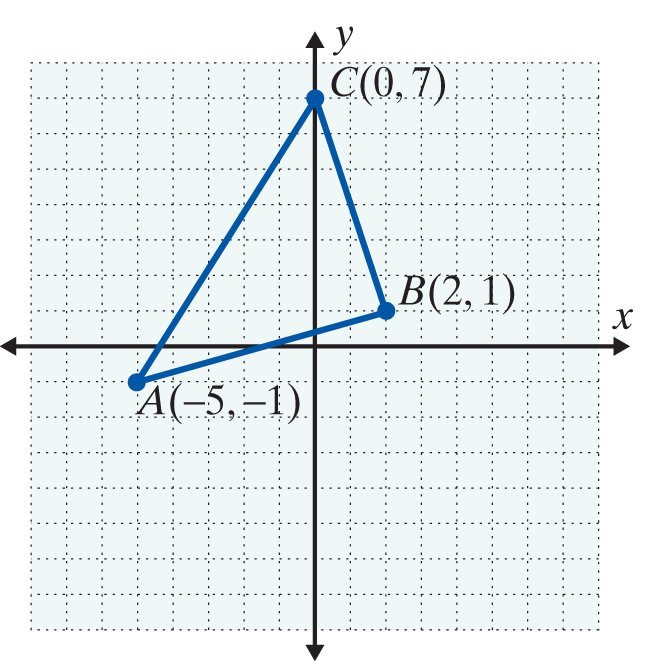 y
C(0, 7)
B(2, 1)
x
A(−5, −1)